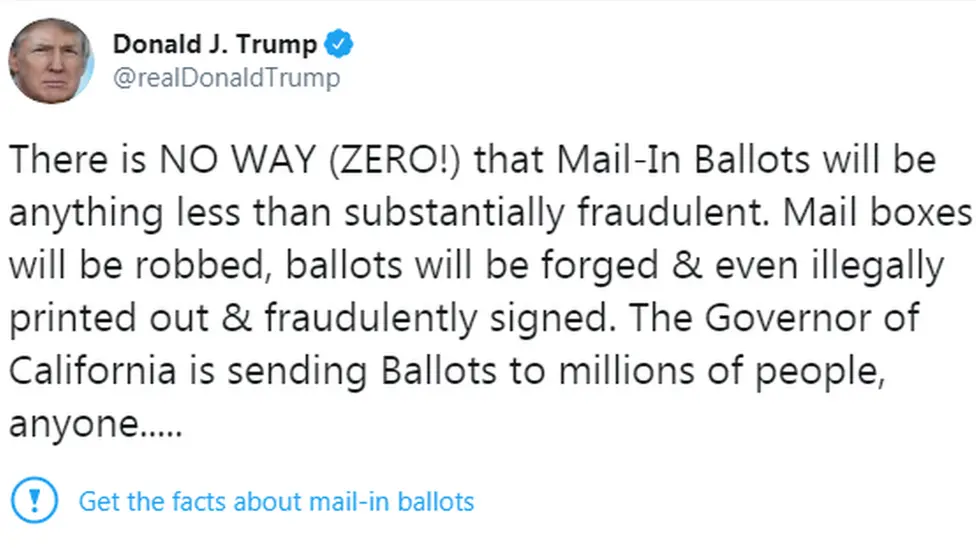 Donald J. Trump
@realDonaldTrump
There is NO WAY (ZERO!) that Mail-In Ballots will be
anything less than substantially fraudulent. Mail boxes
will be robbed, ballots will be forged & even illegally
printed out & fraudulently signed. The Governor of
California is sending Ballots to millions of people,
anyone.....
Get the facts about mail-in ballots